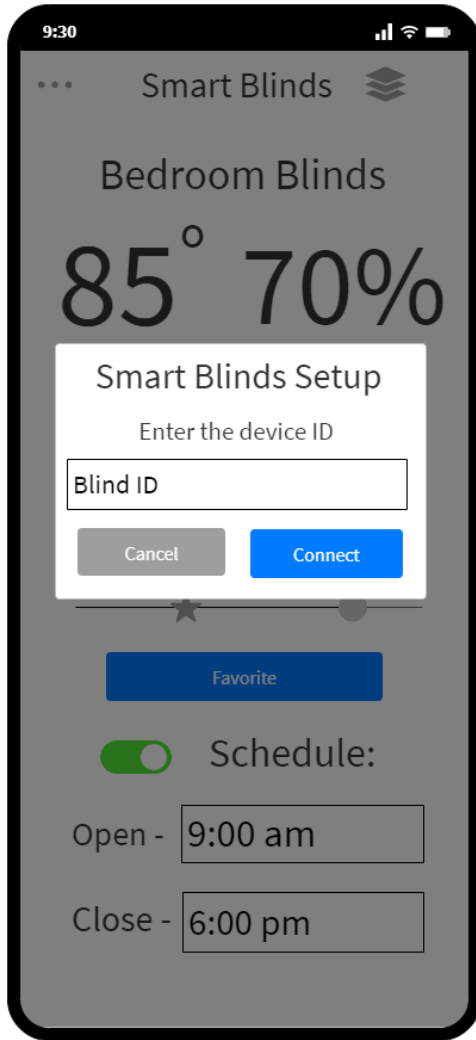 9:30
Smart Blinds
Bedroom Blinds
85° 70%
Smart Blinds Setup
Enter the device ID
Blind ID
Cancel Connect
Favorite
Schedule:
Open - 9:00 am
Close - 6:00 pm